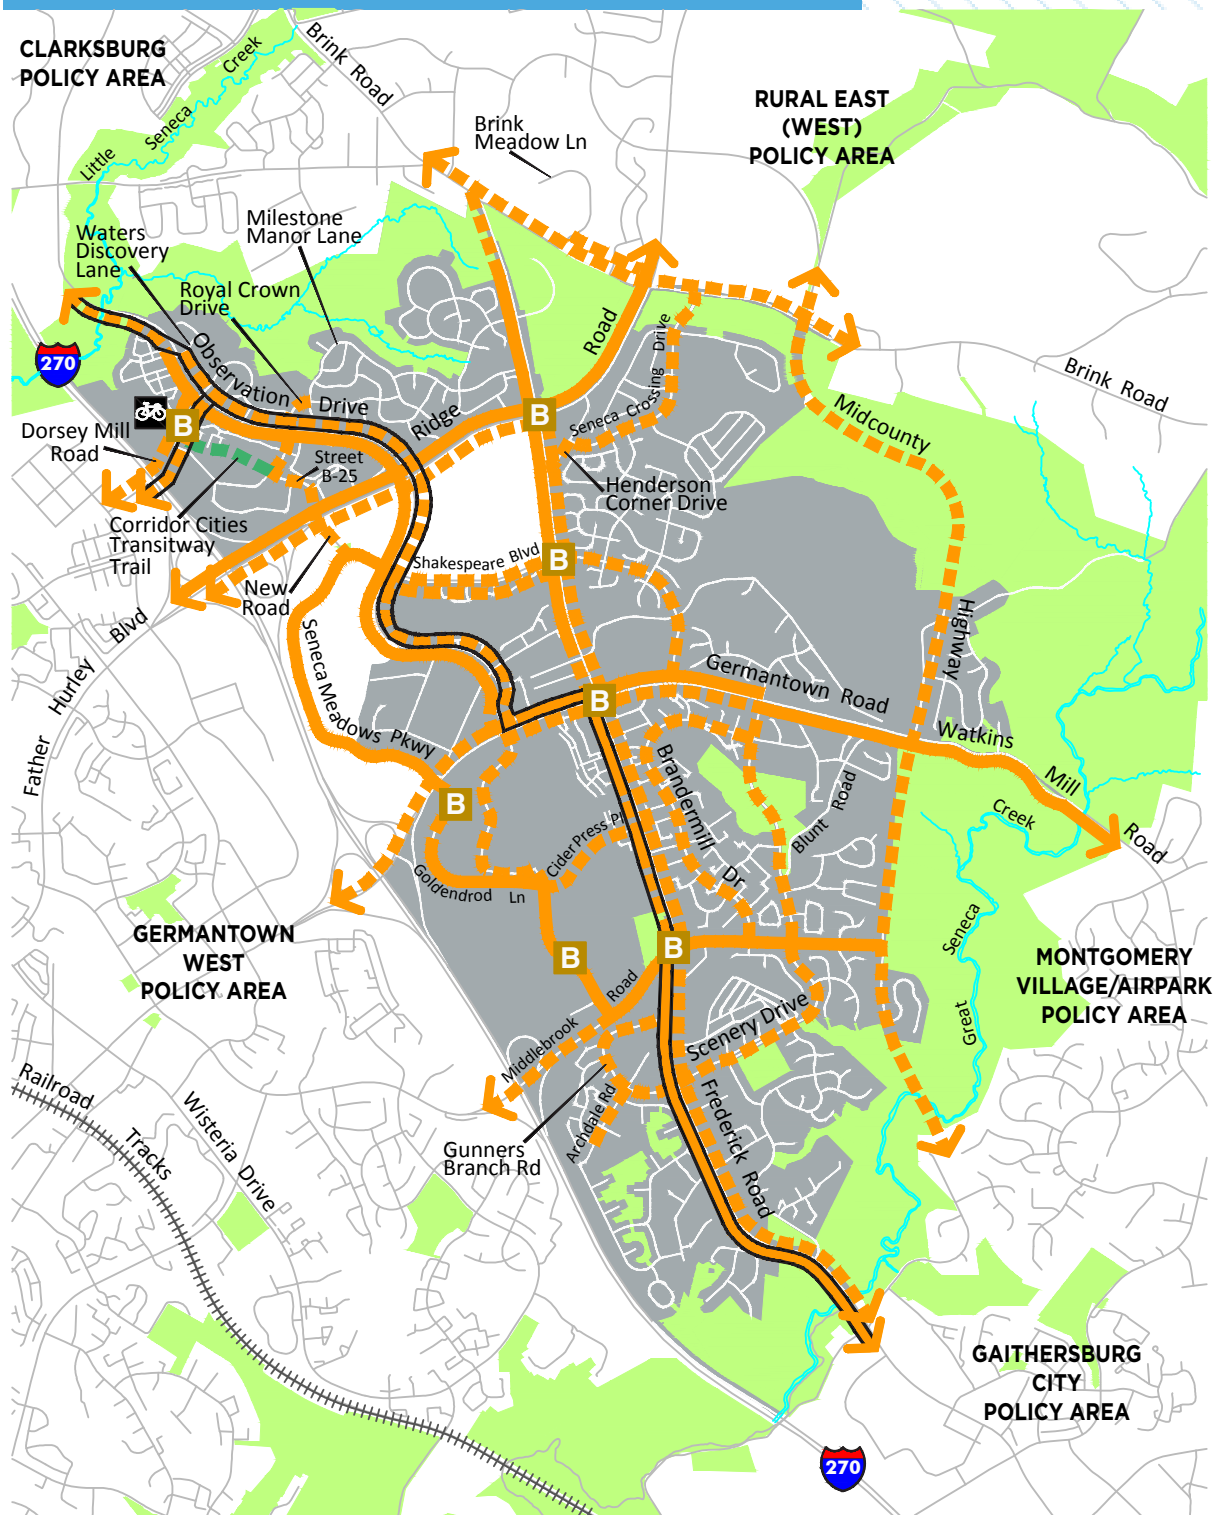 CLARKSBURG
POLICY AREA
Little
Seneca
Creek
Brink Road
Brink
Meadow Ln
RURAL EAST
(WEST)
POLICY AREA
Waters
Discovery
Lane
Milestone
Manor Lane
Royal Crown
Drive
270
Observation Drive
Ridge
Road
Seneca Crossing Drive
Brink Road
Midcounty
Highway
B
B
Dorsey Mill
Road
Street
B-25
Henderson
Corner Drive
Corridor Cities
Transitway
Trail
New
Road
Shakespeare Blvd
B
Father Hurley Blvd
Seneca Meadows Pkwy
Germantown Road
B
Watkins
Mill
Road
Brandermill
Dr
Blunt Road
B
Cider Press Pl
Goldendrod Ln
Great
Seneca
Creek
GERMANTOWN
WEST
POLICY AREA
B
B
MONTGOMERY
VILLAGE/AIRPARK
POLICY AREA
Middlebrook
Road
Scenery Drive
Railroad
Tracks
Wisteria Drive
Gunners
Branch Rd
Archdale Rd
Frederick Road
GAITHERSBURG
CITY
POLICY AREA
270